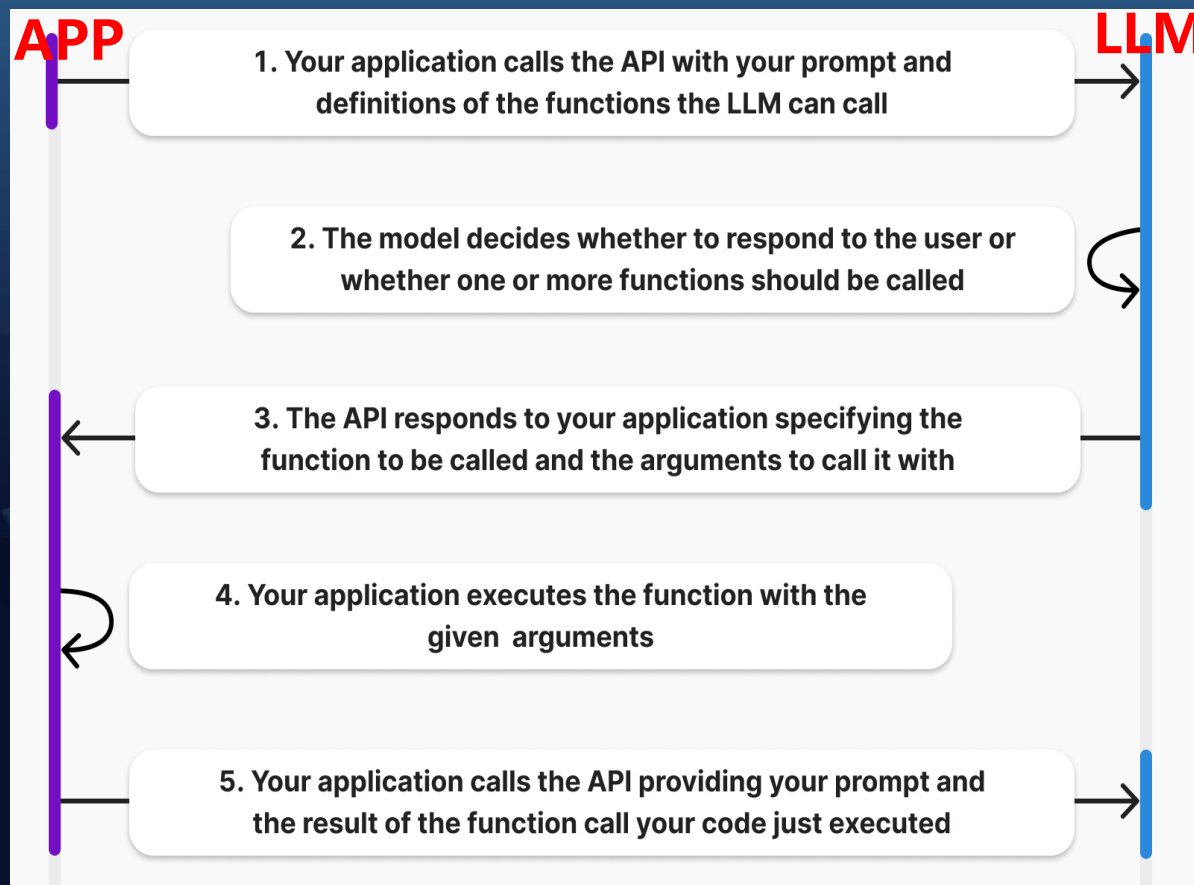 APP
LLM
1. Your application calls the API with your prompt and
definitions of the functions the LLM can call
2. The model decides whether to respond to the user or
whether one or more functions should be called
3. The API responds to your application specifying the
function to be called and the arguments to call it with
4. Your application executes the function with the
given  arguments
5. Your application calls the API providing your prompt and
the result of the function call your code just executed